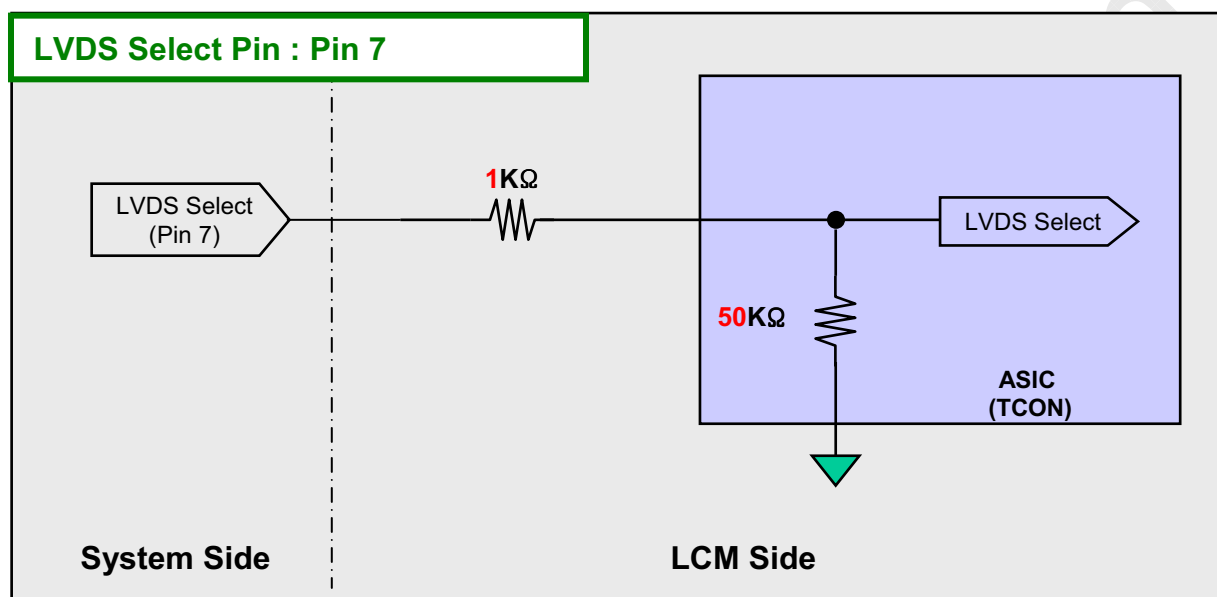 LVDS Select Pin : Pin 7
LVDS Select
(Pin 7)
1KΩ
LVDS Select
50KΩ
ASIC
(TCON)
System Side
LCM Side